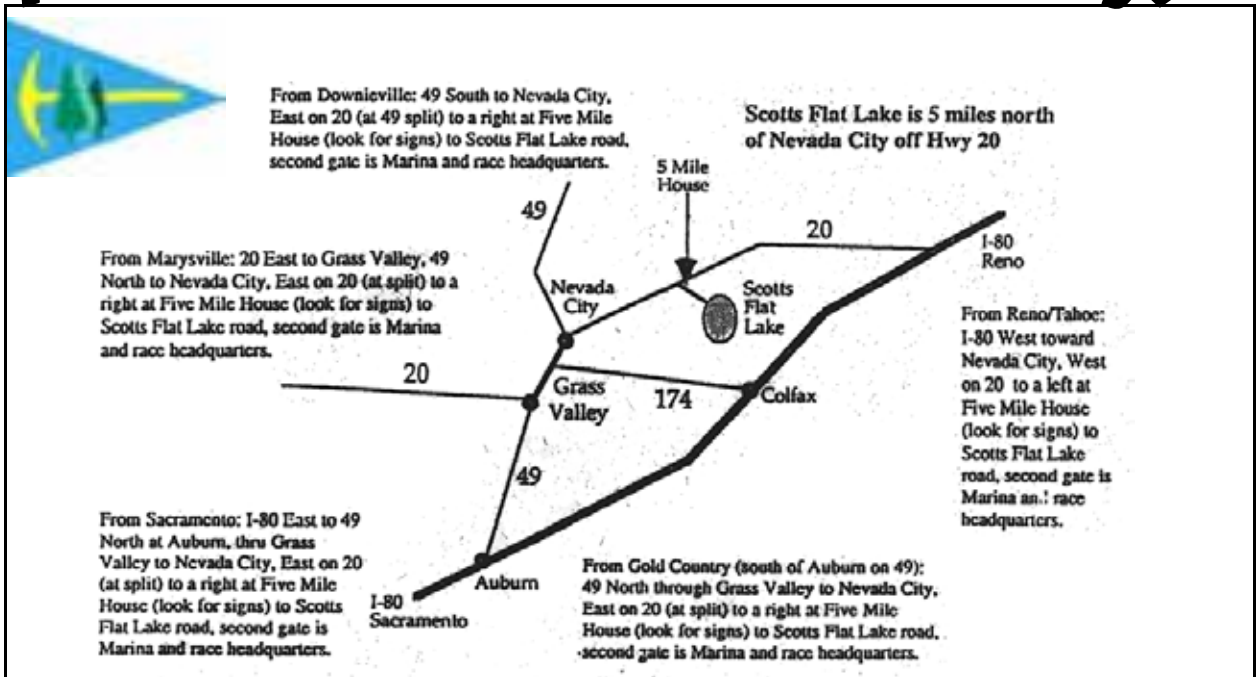 From Downieville: 49 South to Nevada City,
East on 20 (at 49 split) to a right at Five Mile
House (look for signs) to Scotts Flat Lake road,
second gate is Marina and race headquarters.
Scotts Flat Lake is 5 miles north
of Nevada City off Hwy 20
5 Mile
House
49
20
I-80
Reno
From Marysville: 20 East to Grass Valley, 49
North to Nevada City, East on 20 (at split) to a
right at Five Mile House (look for signs) to
Scotts Flat Lake road, second gate is Marina
and race headquarters.
Nevada
City
Scotts
Flat
Lake
From Reno/Tahoe:
I-80 West toward
Nevada City, West
on 20 to a left at
Five Mile House
(look for signs) to
Scotts Flat Lake
road, second gate is
Marina and race
headquarters.
20
Grass
Valley
174
Colfax
49
From Sacramento: I-80 East to 49
North at Auburn, thru Grass
Valley to Nevada City, East on 20
(at split) to a right at Five Mile
House (look for signs) to Scotts
Flat Lake road, second gate is
Marina and race headquarters.
Auburn
I-80
Sacramento
From Gold Country (south of Auburn on 49):
49 North through Grass Valley to Nevada City,
East on 20 (at split) to a right at Five Mile
House (look for signs) to Scotts Flat Lake road,
second gate is Marina and race headquarters.